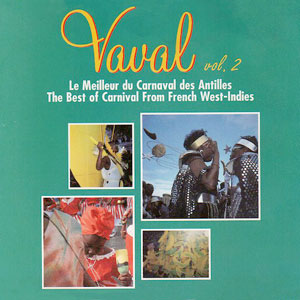 Vaval vol. 2
Le Meilleur du Carnaval des Antilles
The Best of Carnival From French West-Indies